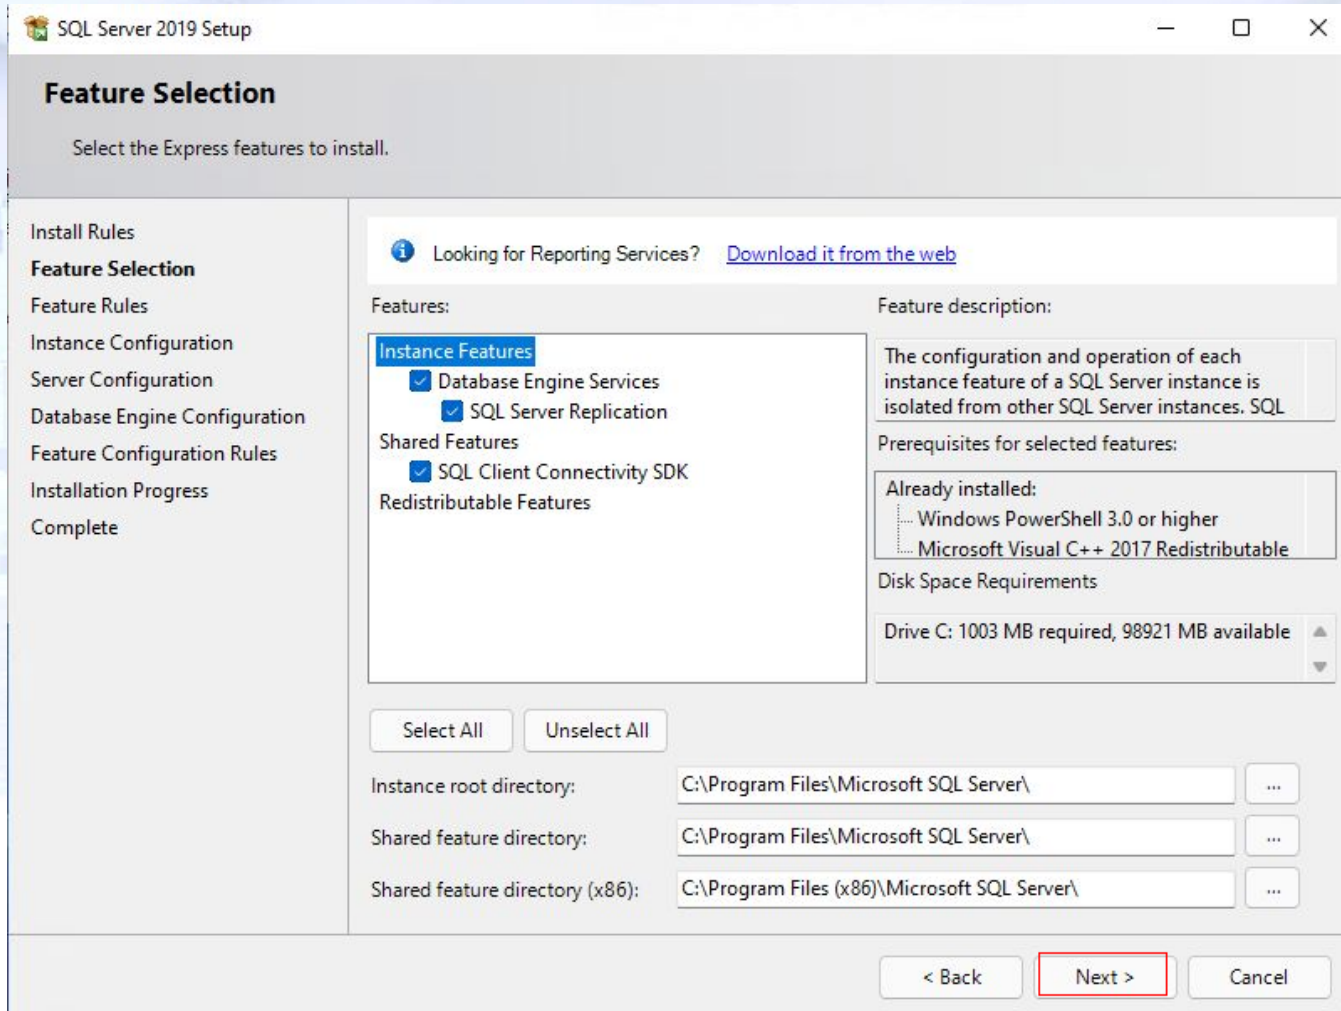 SQL Server 2019 Setup
Feature Selection
Select the Express features to install.
Install Rules
Feature Selection
Feature Rules
Instance Configuration
Server Configuration
Database Engine Configuration
Feature Configuration Rules
Installation Progress
Complete
Looking for Reporting Services? Download it from the web
Features:
Instance Features
Database Engine Services
SQL Server Replication
Shared Features
SQL Client Connectivity SDK
Redistributable Features
Feature description:
The configuration and operation of each
instance feature of a SQL Server instance is
isolated from other SQL Server instances. SQL
Prerequisites for selected features:
Already installed:
Windows PowerShell 3.0 or higher
Microsoft Visual C++ 2017 Redistributable
Disk Space Requirements
Drive C: 1003 MB required, 98921 MB available
Select All Unselect All
Instance root directory: C:\Program Files\Microsoft SQL Server\ ...
Shared feature directory: C:\Program Files\Microsoft SQL Server\ ...
Shared feature directory (x86): C:\Program Files (x86)\Microsoft SQL Server\ ...
< Back Next > Cancel